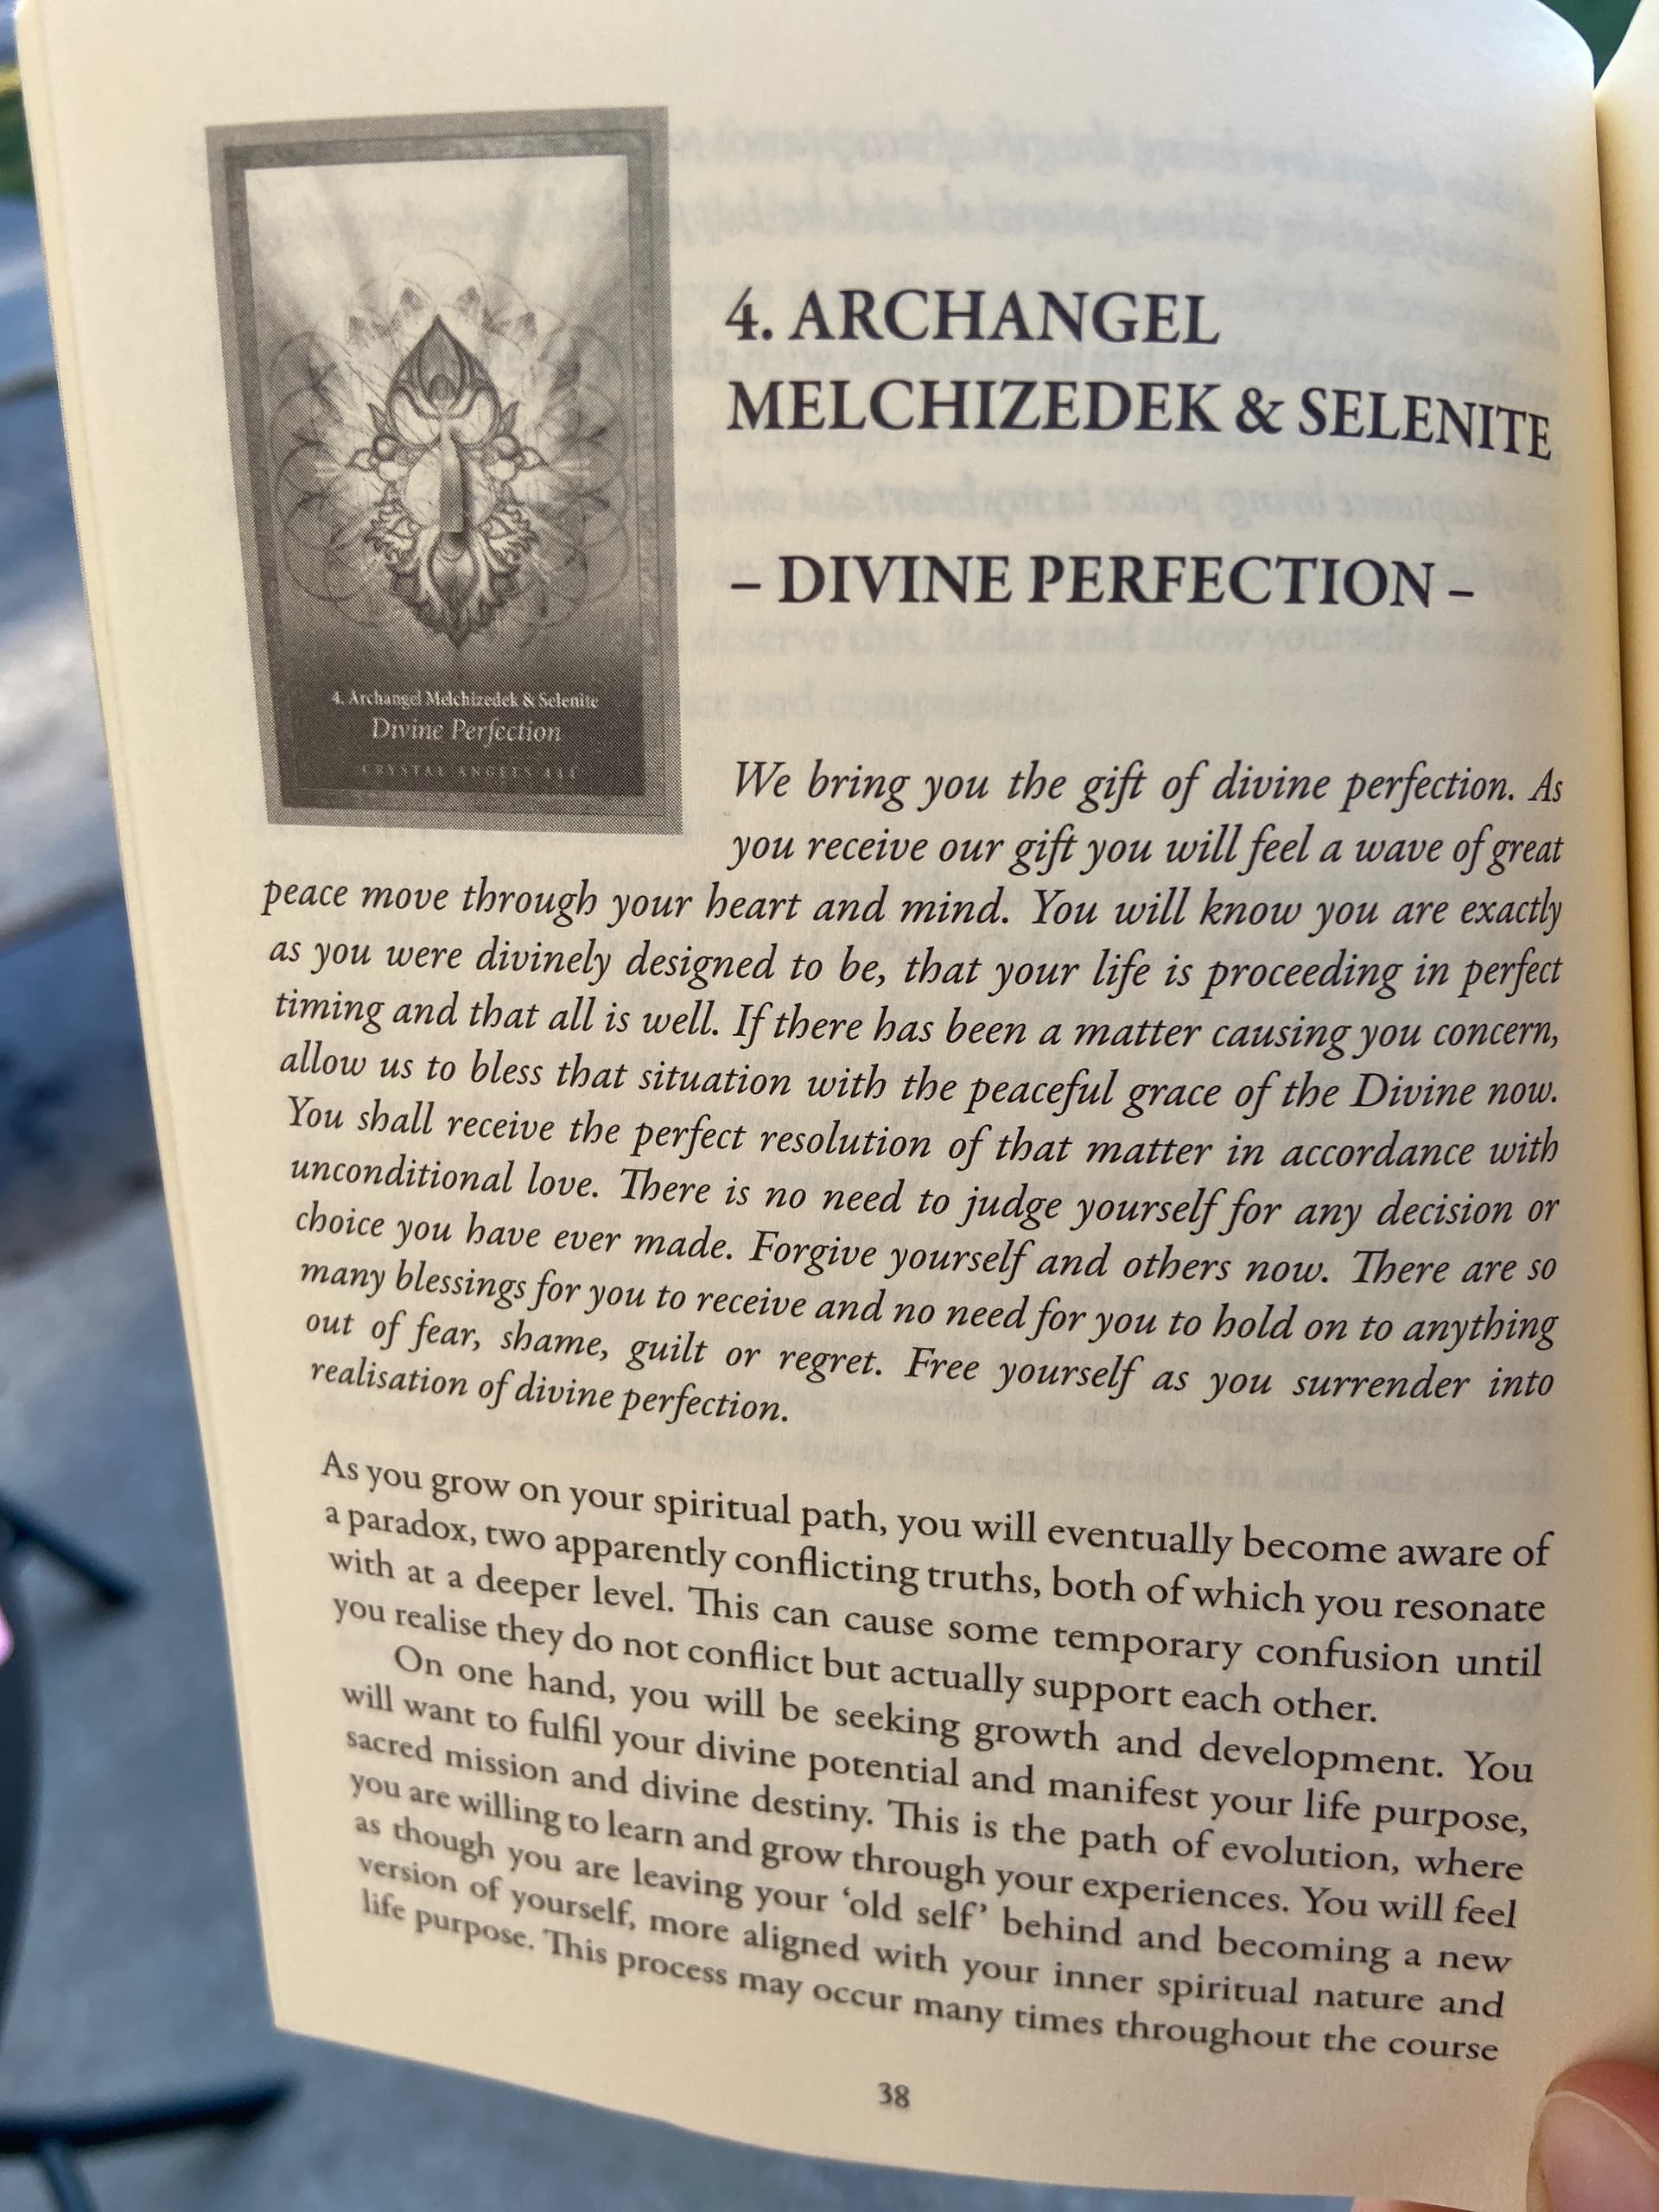 4. ARCHANGEL
MELCHIZEDEK & SELENITE
– DIVINE PERFECTION –
4. Archangel Melchizedek & Selenite
Divine Perfection
CRYSTAL ANGELS 444
We bring you the gift of divine perfection. As
you receive our gift you will feel a wave of great
peace move through your heart and mind. You will know you are exactly
as you were divinely designed to be, that your life is proceeding in perfect
timing and that all is well. If there has been a matter causing you concern,
allow us to bless that situation with the peaceful grace of the Divine now.
You shall receive the perfect resolution of that matter in accordance with
unconditional love. There is no need to judge yourself for any decision or
choice you have ever made. Forgive yourself and others now. There are so
many blessings for you to receive and no need for you to hold on to anything
out of fear, shame, guilt or regret. Free yourself as you surrender into
realisation of divine perfection.
As you grow on your spiritual path, you will eventually become aware of
a paradox, two apparently conflicting truths, both of which you resonate
with at a deeper level. This can cause some temporary confusion until
you realise they do not conflict but actually support each other.
On one hand, you will be seeking growth and development. You
will want to fulfil your divine potential and manifest your life purpose,
sacred mission and divine destiny. This is the path of evolution, where
you are willing to learn and grow through your experiences. You will feel
as though you are leaving your ‘old self’ behind and becoming a new
version of yourself, more aligned with your inner spiritual nature and
life purpose. This process may occur many times throughout the course
38